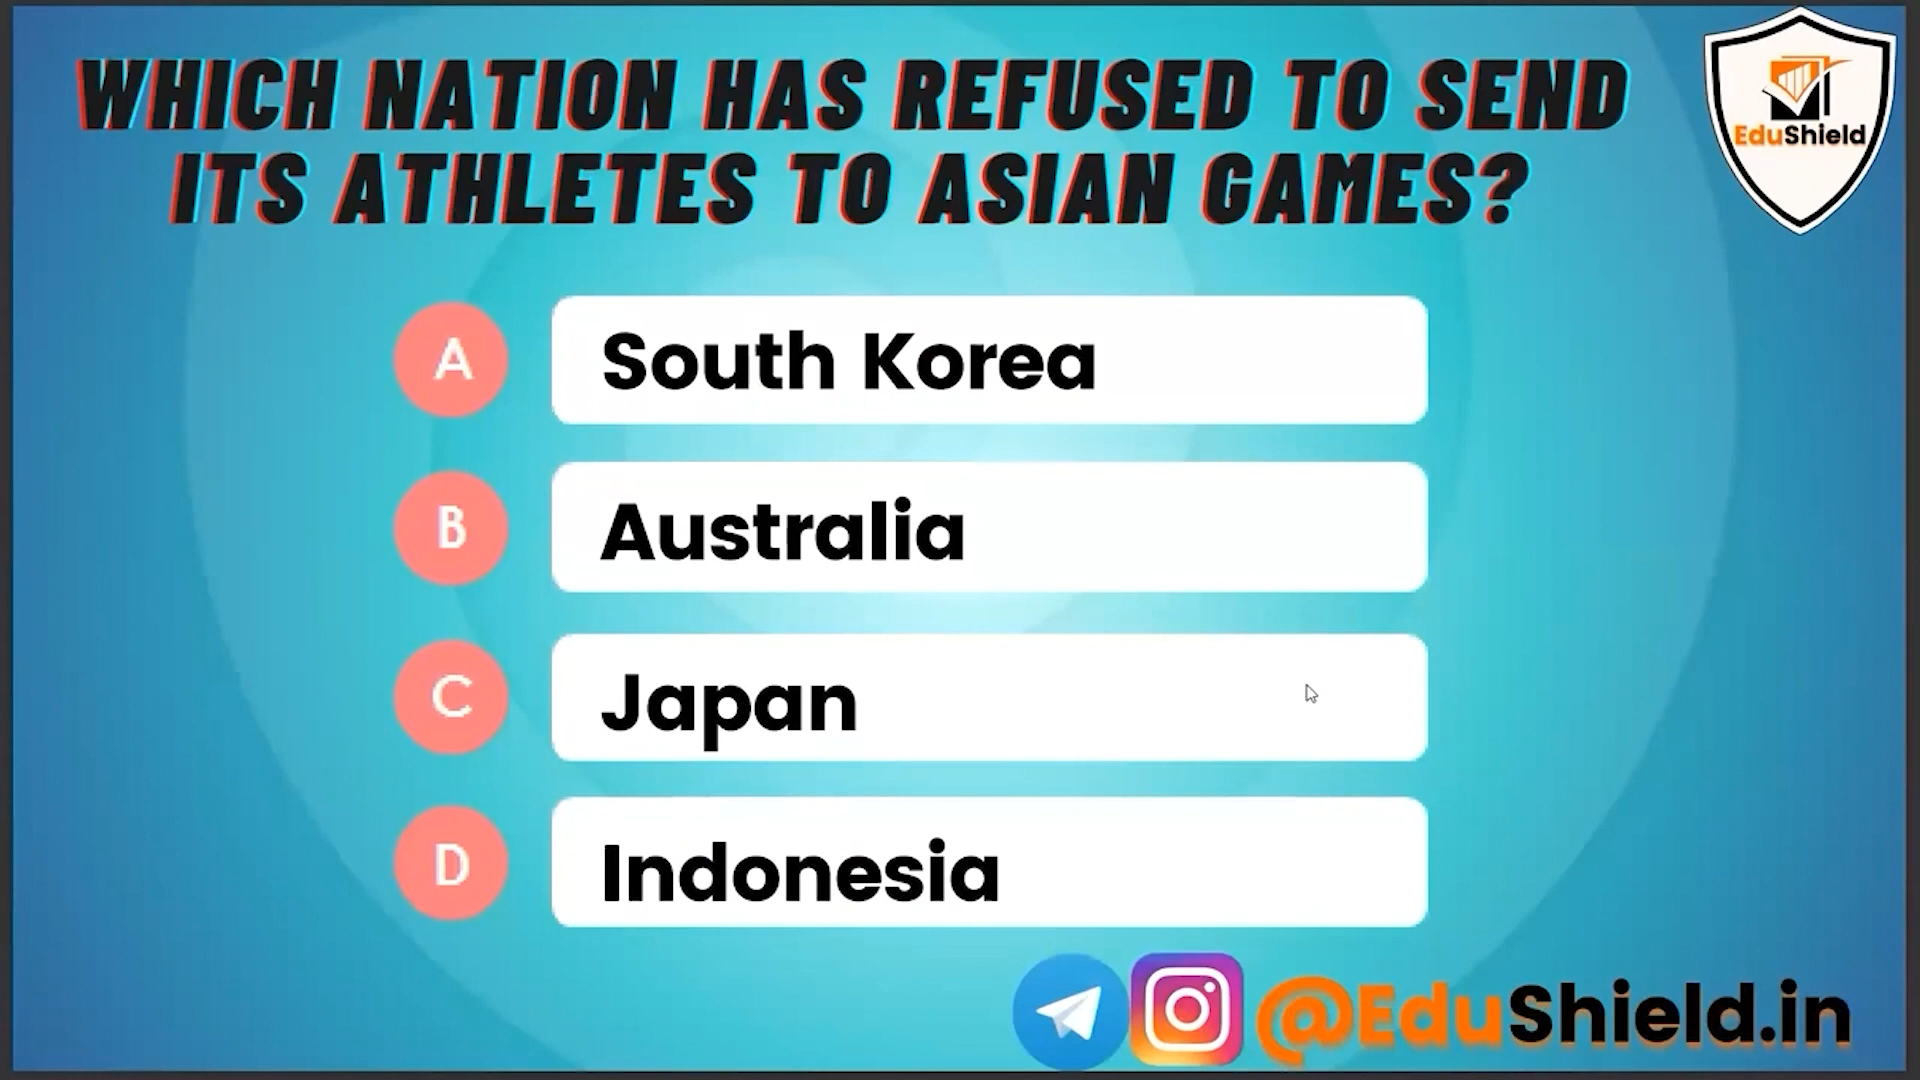 WHICH NATION HAS REFUSED TO SEND
ITS ATHLETES TO ASIAN GAMES?
EduShield
A South Korea
B Australia
C Japan
D Indonesia
@EduShield.in